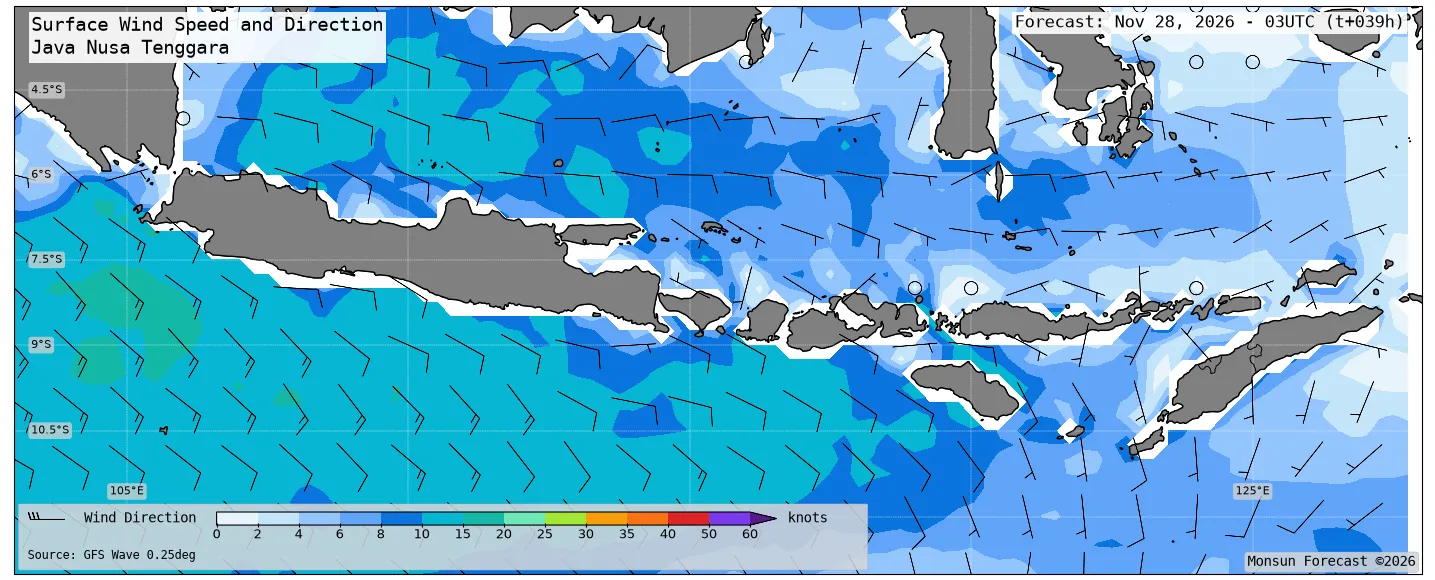 Surface Wind Speed and Direction
Java Nusa Tenggara
Forecast: Nov 28, 2026 - 03UTC (t+039h)
4.5°S
6°S
7.5°S
9°S
10.5°S
105°E
125°E
Wind Direction
0 2 4 6 8 10 15 20 25 30 35 40 50 60
knots
Source: GFS Wave 0.25deg
Monsun Forecast ©2026